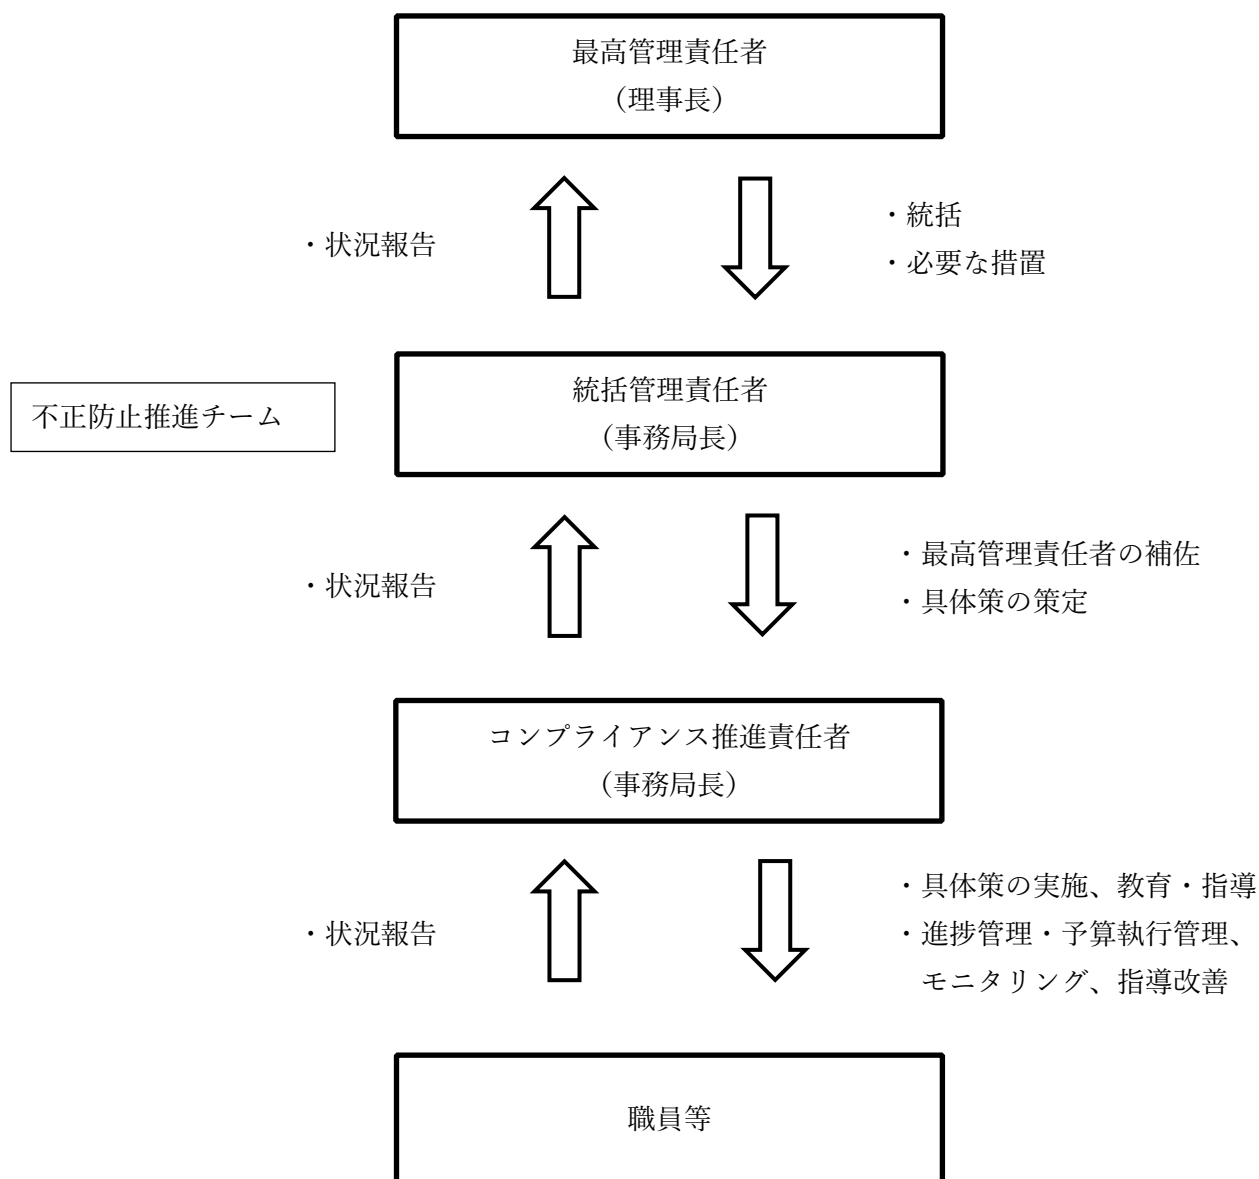 最高管理責任者
（理事長）
・状況報告
・統括
・必要な措置
不正防止推進チーム
統括管理責任者
（事務局長）
・状況報告
・最高管理責任者の補佐
・具体策の策定
コンプライアンス推進責任者
（事務局長）
・状況報告
・具体策の実施、教育・指導
・進捗管理・予算執行管理、
モニタリング、指導改善
職員等